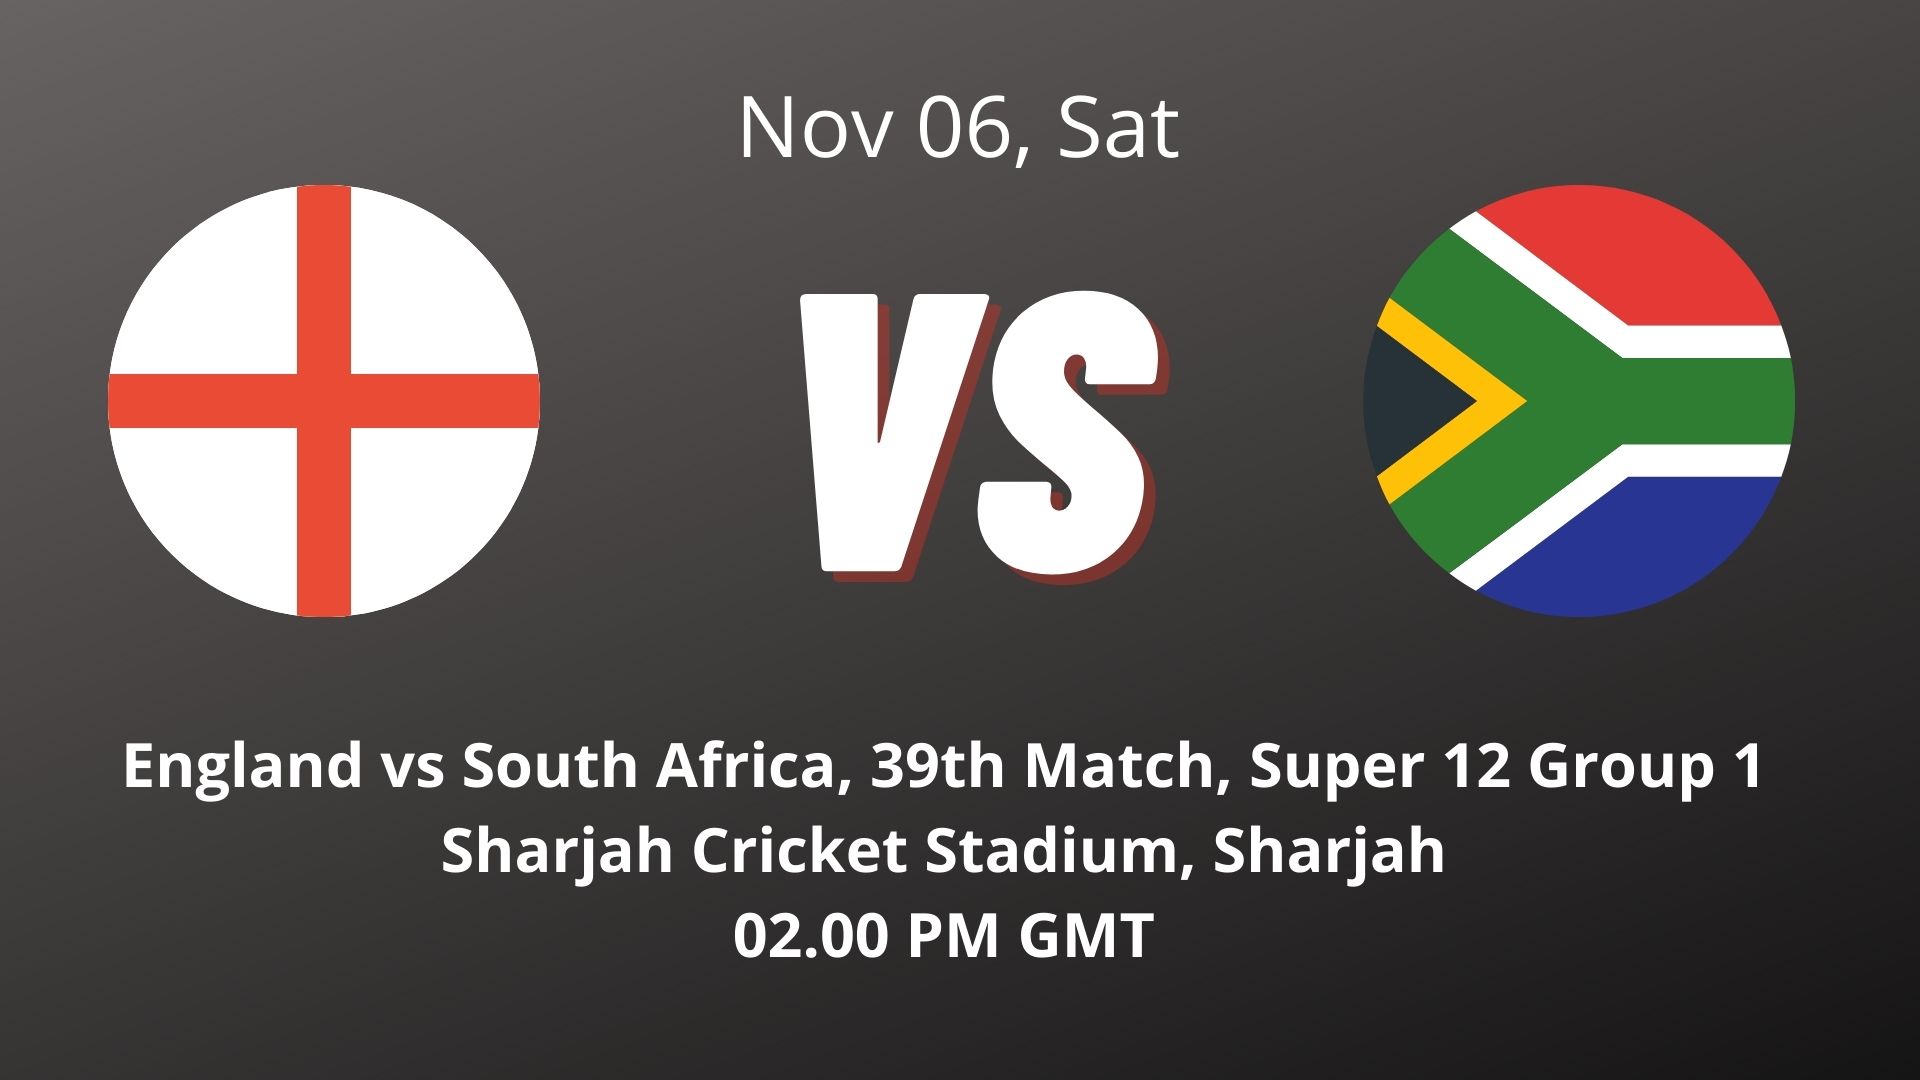 Nov 06, Sat
VS
England vs South Africa, 39th Match, Super 12 Group 1
Sharjah Cricket Stadium, Sharjah
02.00 PM GMT